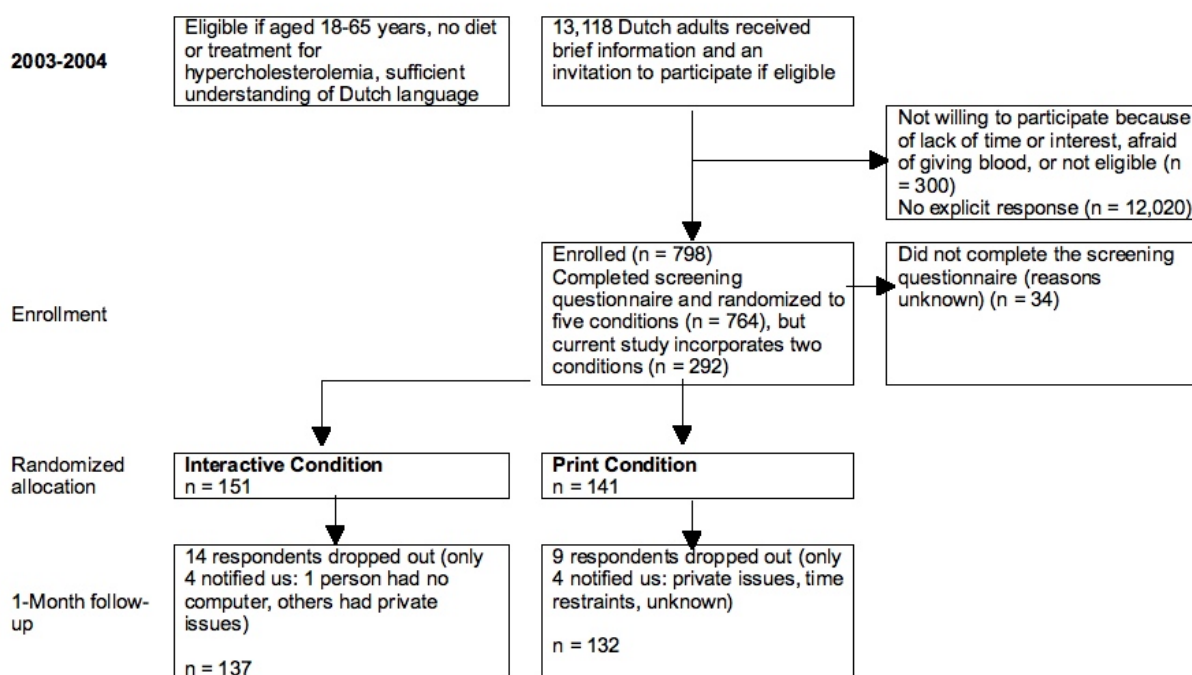 2003-2004
Eligible if aged 18-65 years, no diet
or treatment for
hypercholesterolemia, sufficient
understanding of Dutch language
13,118 Dutch adults received
brief information and an
invitation to participate if eligible
Not willing to participate because
of lack of time or interest, afraid
of giving blood, or not eligible (n
= 300)
No explicit response (n = 12,020)
Enrollment
Enrolled (n = 798)
Completed screening
questionnaire and randomized to
five conditions (n = 764), but
current study incorporates two
conditions (n = 292)
Did not complete the screening
questionnaire (reasons
unknown) (n = 34)
Randomized
allocation
Interactive Condition
n = 151
Print Condition
n = 141
1-Month follow-
up
14 respondents dropped out (only
4 notified us: 1 person had no
computer, others had private
issues)
n = 137
9 respondents dropped out (only
4 notified us: private issues, time
restraints, unknown)
n = 132